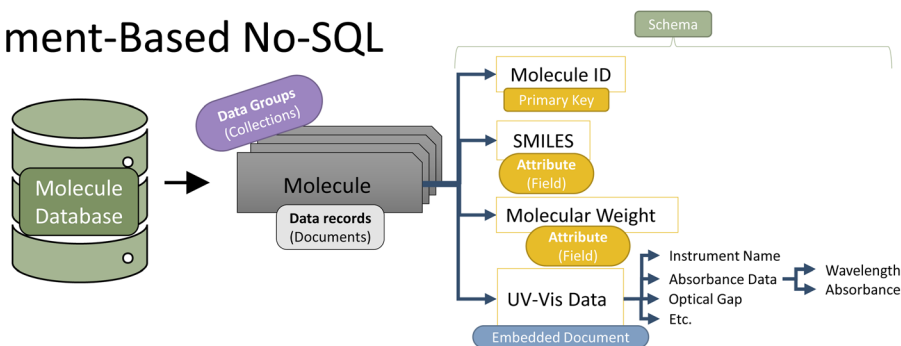 ment-Based No-SQL
Schema
Molecule
Database
Data Groups
(Collections)
Molecule
Data records
(Documents)
Molecule ID
Primary Key
SMILES
Attribute
(Field)
Molecular Weight
Attribute
(Field)
UV-Vis Data
Embedded Document
Instrument Name
Absorbance Data
Optical Gap
Etc.
Wavelength
Absorbance